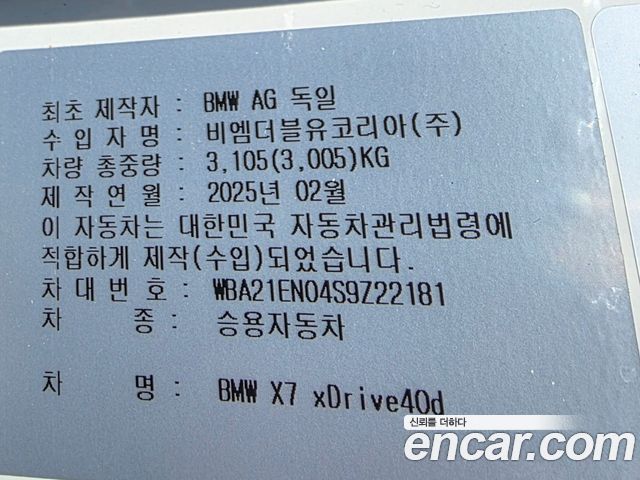 최초 제작자 : BMW AG 독일
수 입 자 명 : 비엠더블유코리아(주)
차량 총중량 : 3,105(3,005)KG
제 작 연 월 : 2025년 02월
이 자동차는 대한민국 자동차관리법령에
적합하게 제작(수입)되었습니다.
차 대 번 호 : WBA21EN04S9Z22181
차 종 : 승용자동차
차 명 : BMW X7 xDrive40d
신뢰를 더하다
encar.com